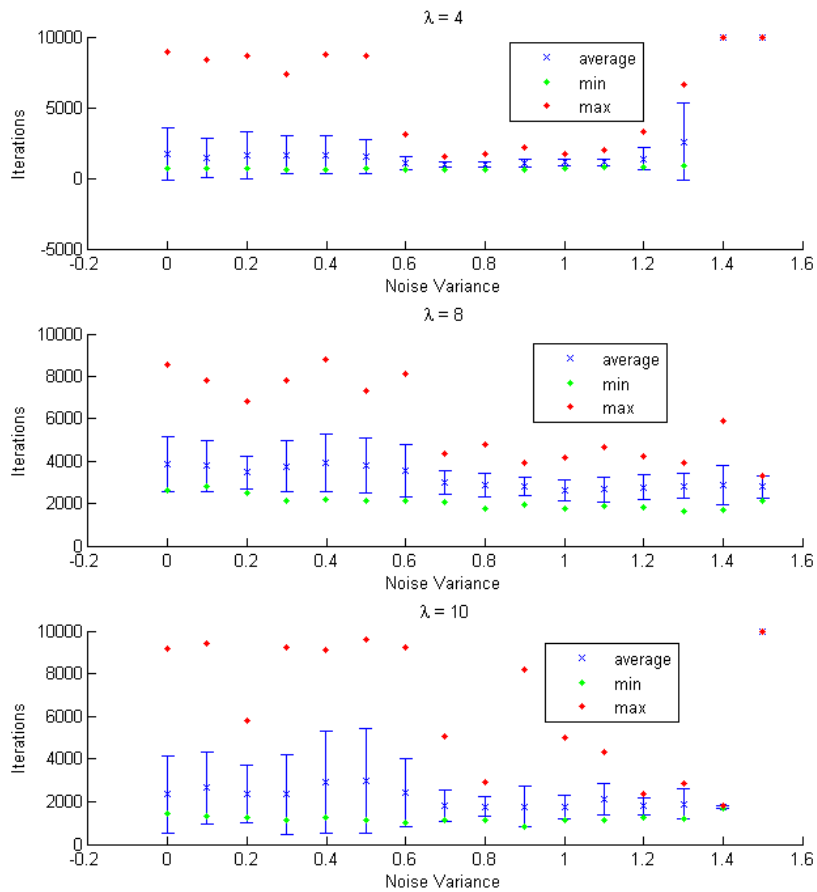 λ = 4
10000
5000
0
-5000
Iterations
average
min
max
-0.2 0 0.2 0.4 0.6 0.8 1 1.2 1.4 1.6
Noise Variance
λ = 8
10000
8000
6000
4000
2000
0
Iterations
average
min
max
-0.2 0 0.2 0.4 0.6 0.8 1 1.2 1.4 1.6
Noise Variance
λ = 10
10000
8000
6000
4000
2000
0
Iterations
average
min
max
-0.2 0 0.2 0.4 0.6 0.8 1 1.2 1.4 1.6
Noise Variance